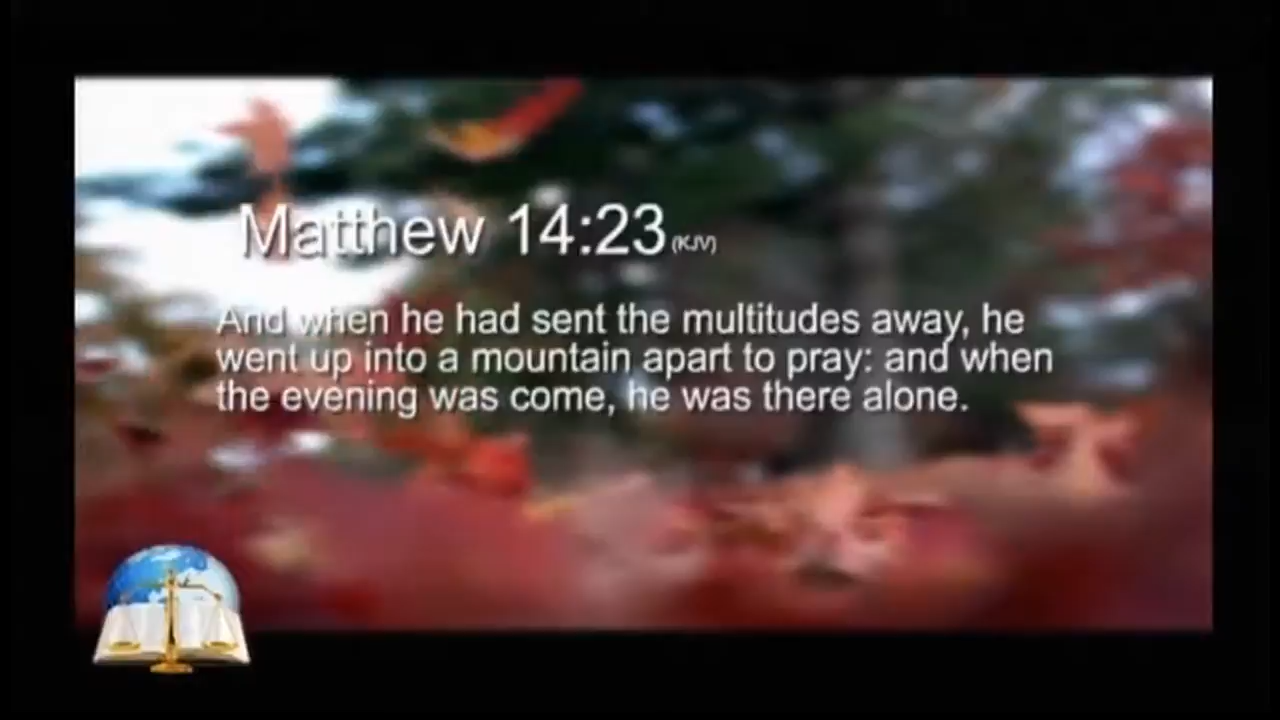 Matthew 14:23 (KJV)
And when he had sent the multitudes away, he
went up into a mountain apart to pray: and when
the evening was come, he was there alone.